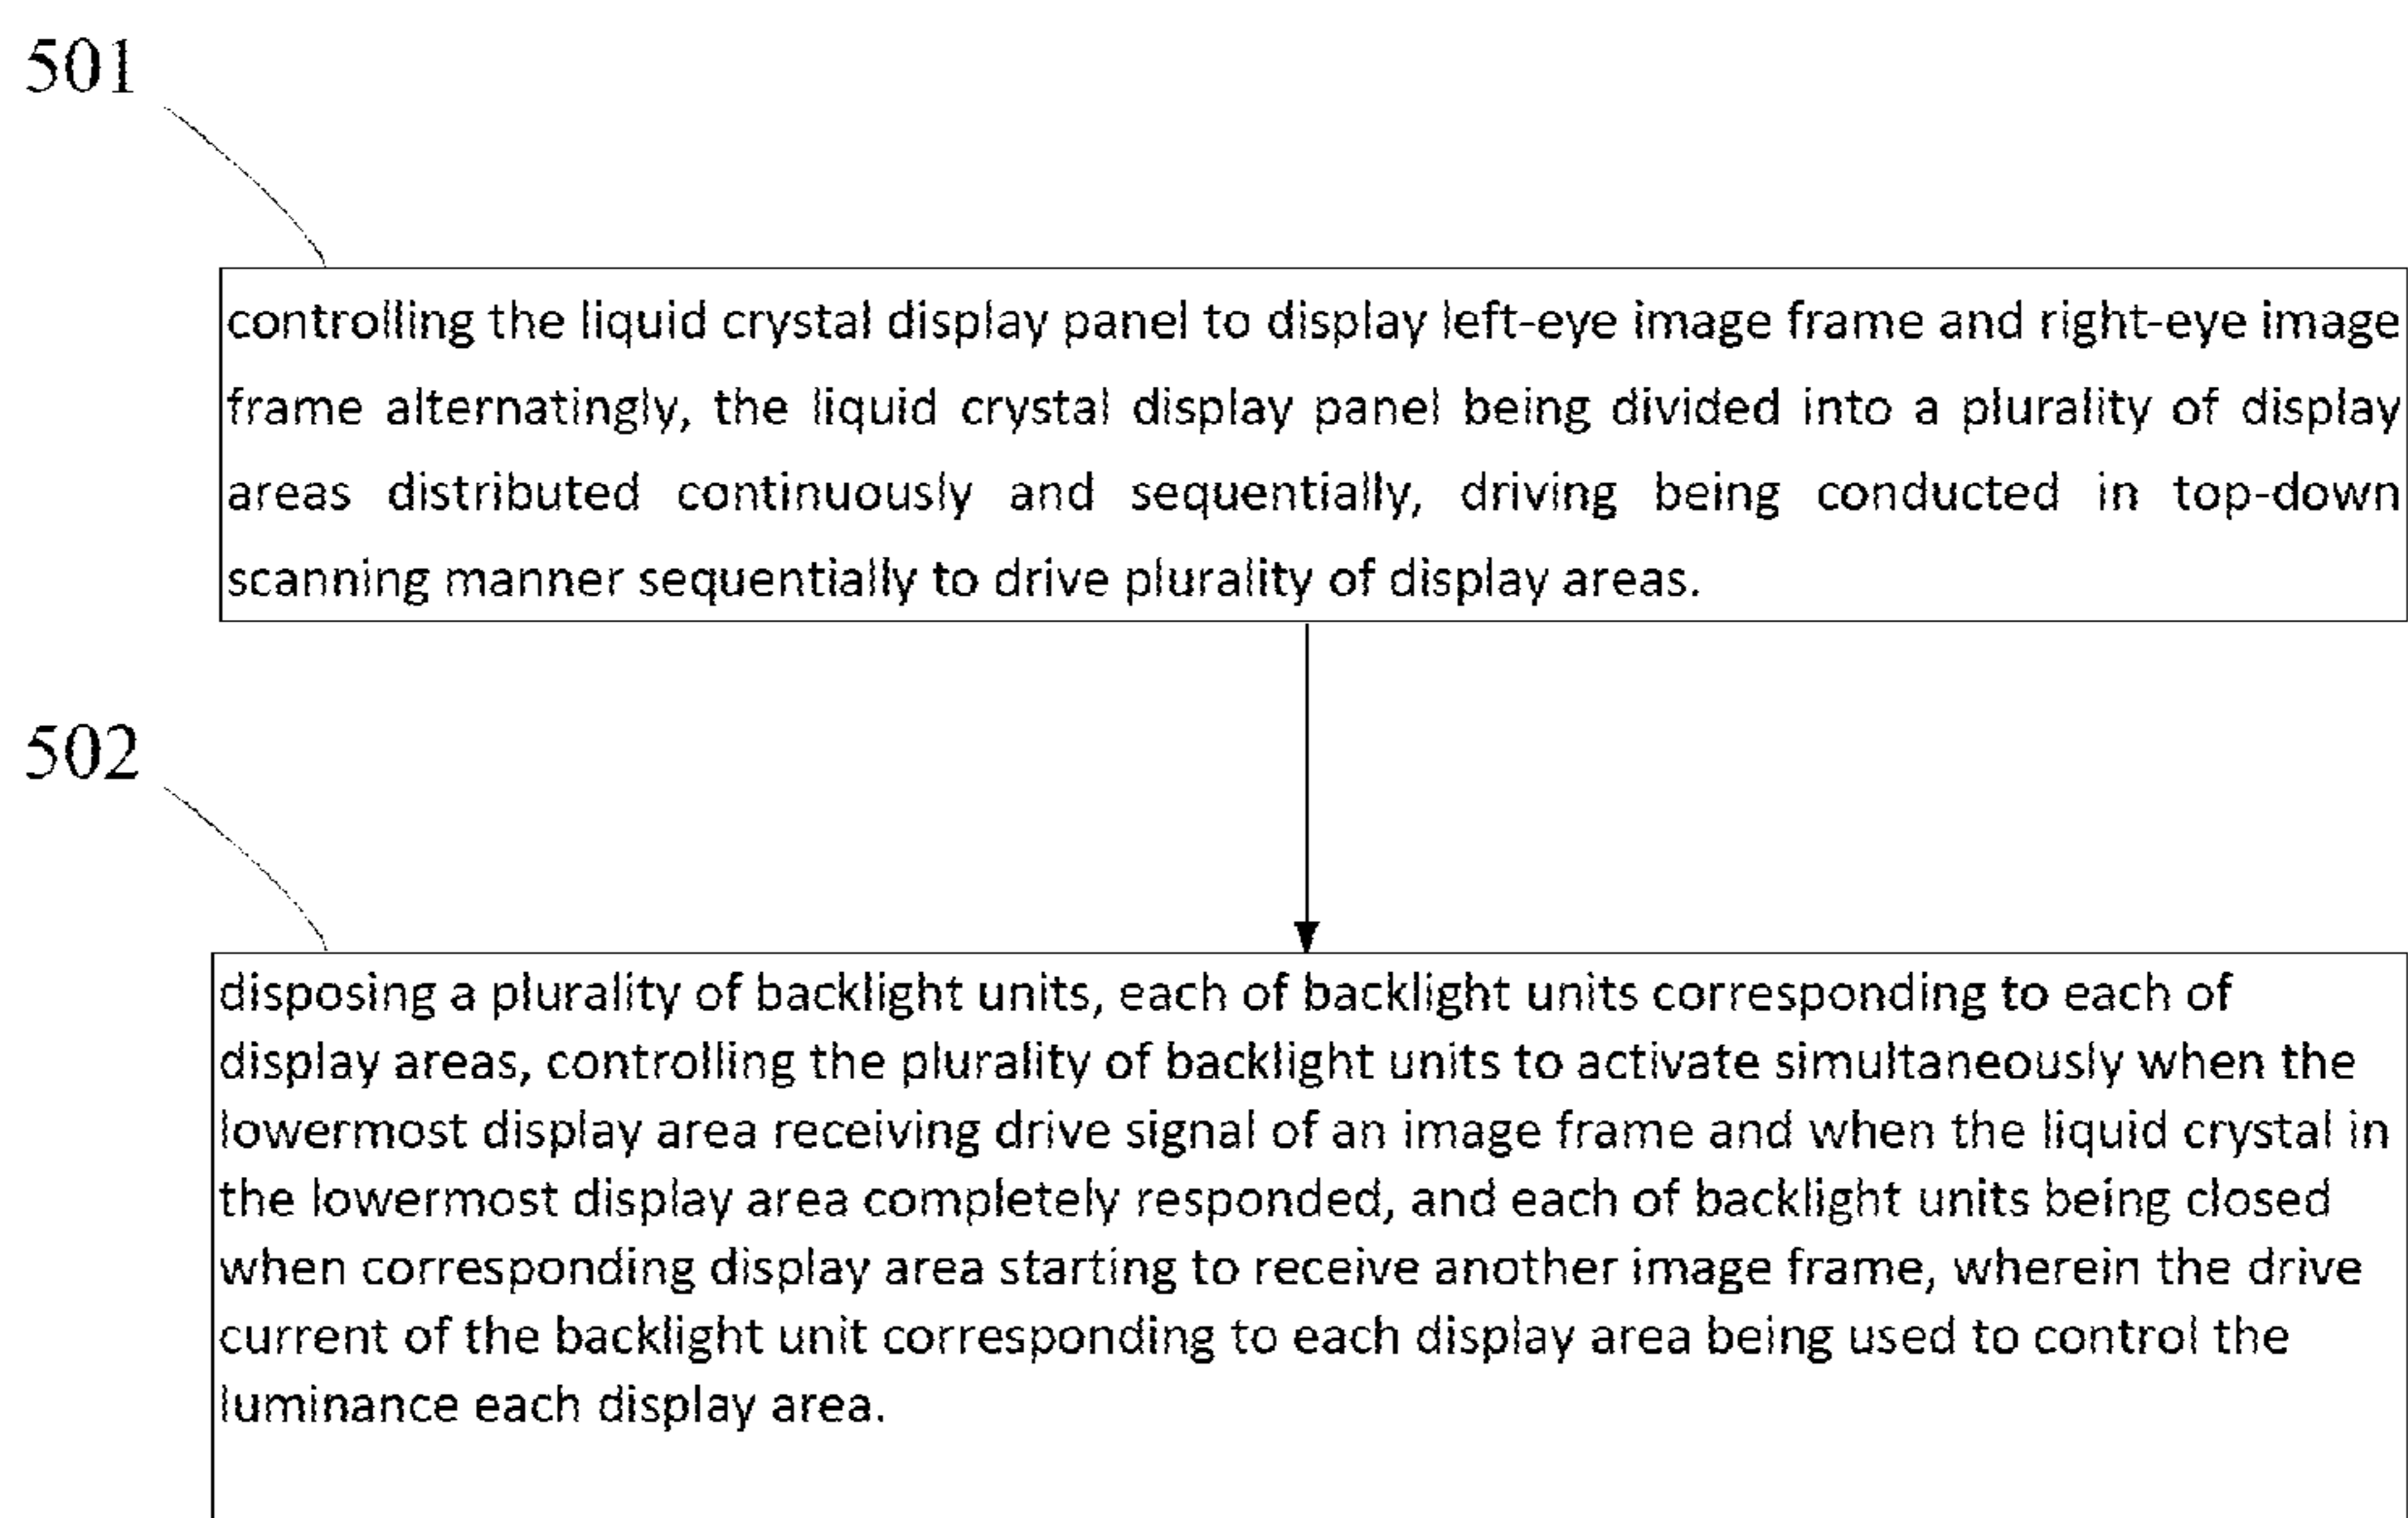 501
controlling the liquid crystal display panel to display left-eye image frame and right-eye image
frame alternatingly, the liquid crystal display panel being divided into a plurality of display
areas distributed continuously and sequentially, driving being conducted in top-down
scanning manner sequentially to drive plurality of display areas.
502
disposing a plurality of backlight units, each of backlight units corresponding to each of
display areas, controlling the plurality of backlight units to activate simultaneously when the
lowermost display area receiving drive signal of an image frame and when the liquid crystal in
the lowermost display area completely responded, and each of backlight units being closed
when corresponding display area starting to receive another image frame, wherein the drive
current of the backlight unit corresponding to each display area being used to control the
luminance each display area.